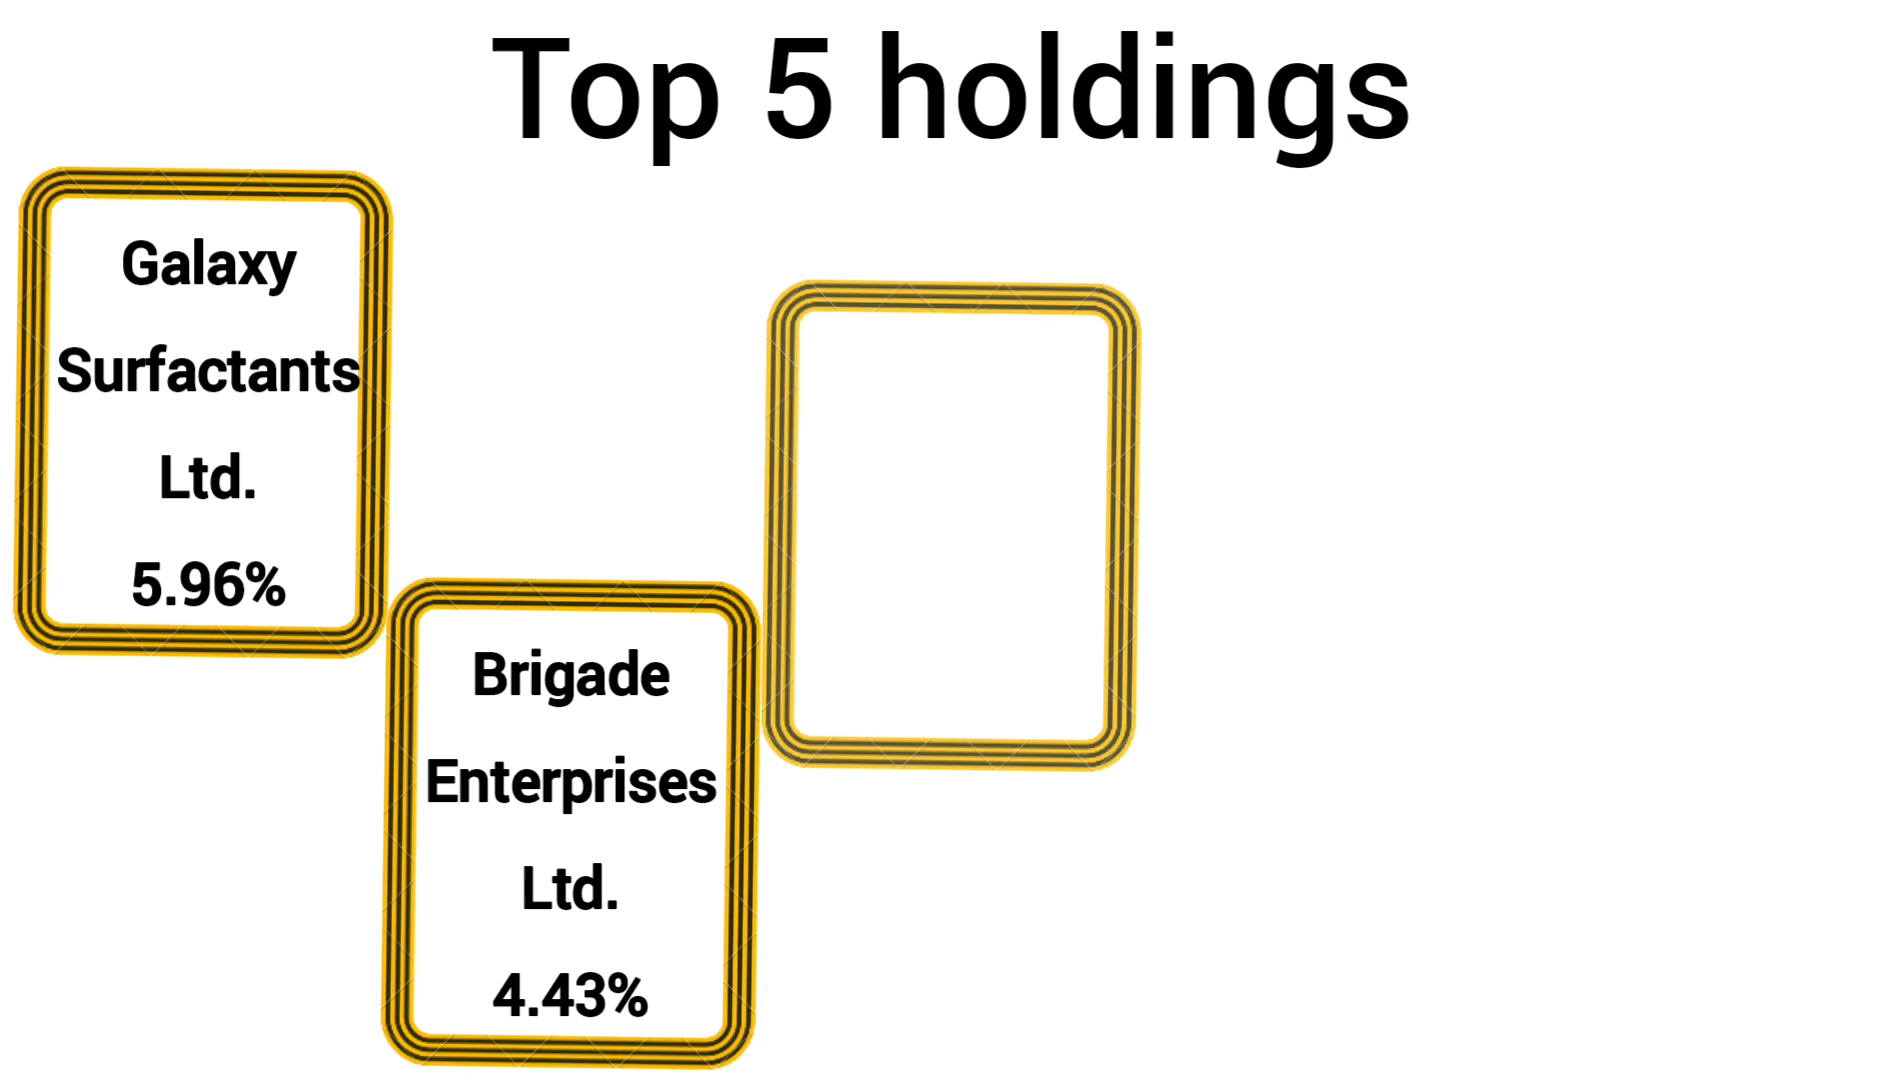 Top 5 holdings
Galaxy
Surfactants
Ltd.
5.96%
Brigade
Enterprises
Ltd.
4.43%